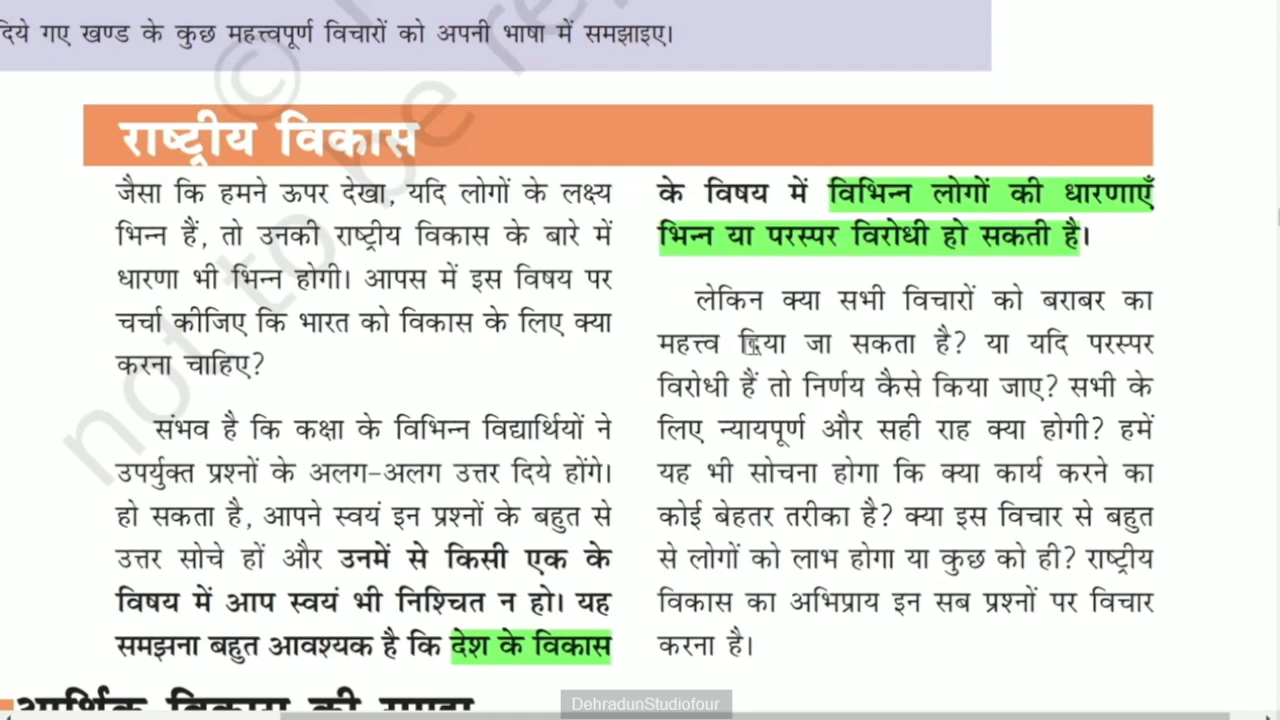 दिये गए खण्ड के कुछ महत्त्वपूर्ण विचारों को अपनी भाषा में समझाइए।
राष्ट्रीय विकास
जैसा कि हमने ऊपर देखा, यदि लोगों के लक्ष्य
भिन्न हैं, तो उनकी राष्ट्रीय विकास के बारे में
धारणा भी भिन्न होगी। आपस में इस विषय पर
चर्चा कीजिए कि भारत को विकास के लिए क्या
करना चाहिए?
संभव है कि कक्षा के विभिन्न विद्यार्थियों ने
उपर्युक्त प्रश्नों के अलग-अलग उत्तर दिये होंगे।
हो सकता है, आपने स्वयं इन प्रश्नों के बहुत से
उत्तर सोचे हों और उनमें से किसी एक के
विषय में आप स्वयं भी निश्चित न हो। यह
समझना बहुत आवश्यक है कि देश के विकास
के विषय में विभिन्न लोगों की धारणाएँ
भिन्न या परस्पर विरोधी हो सकती है।
लेकिन क्या सभी विचारों को बराबर का
महत्त्व दिया जा सकता है? या यदि परस्पर
विरोधी हैं तो निर्णय कैसे किया जाए? सभी के
लिए न्यायपूर्ण और सही राह क्या होगी? हमें
यह भी सोचना होगा कि क्या कार्य करने का
कोई बेहतर तरीका है? क्या इस विचार से बहुत
से लोगों को लाभ होगा या कुछ को ही? राष्ट्रीय
विकास का अभिप्राय इन सब प्रश्नों पर विचार
करना है।
© not to be re
DehradunStudiofour